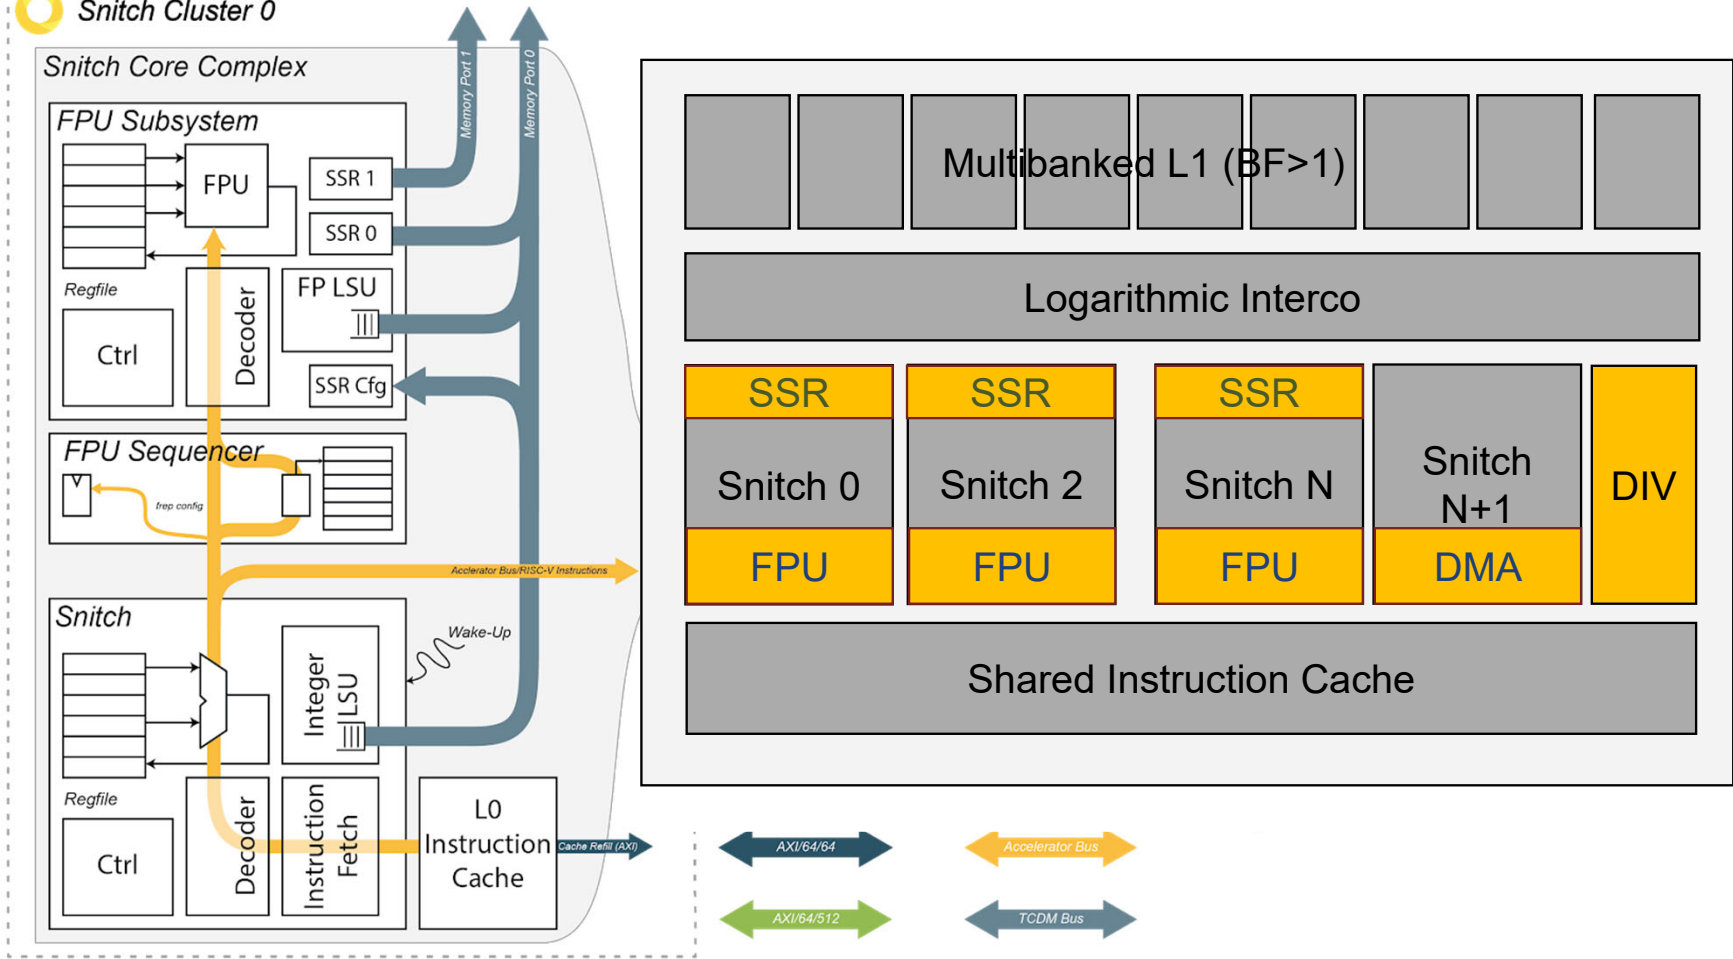 Snitch Cluster 0
Snitch Core Complex
Memory Port 1
Memory Port 0
FPU Subsystem
FPU
SSR 1
SSR 0
Regfile
Decoder
FP LSU
Ctrl
SSR Cfg
FPU Sequencer
frep config
Acclerator Bus/RISC-V Instructions
Snitch
Wake-Up
Integer
LSU
Regfile
Ctrl
Decoder
Instruction
Fetch
L0
Instruction
Cache
Cache Refill (AXI)
Multibanked L1 (BF>1)
Logarithmic Interco
SSR
SSR
SSR
Snitch 0
Snitch 2
Snitch N
Snitch
N+1
DIV
FPU
FPU
FPU
DMA
Shared Instruction Cache
AXI/64/64
Accelerator Bus
AXI/64/512
TCDM Bus